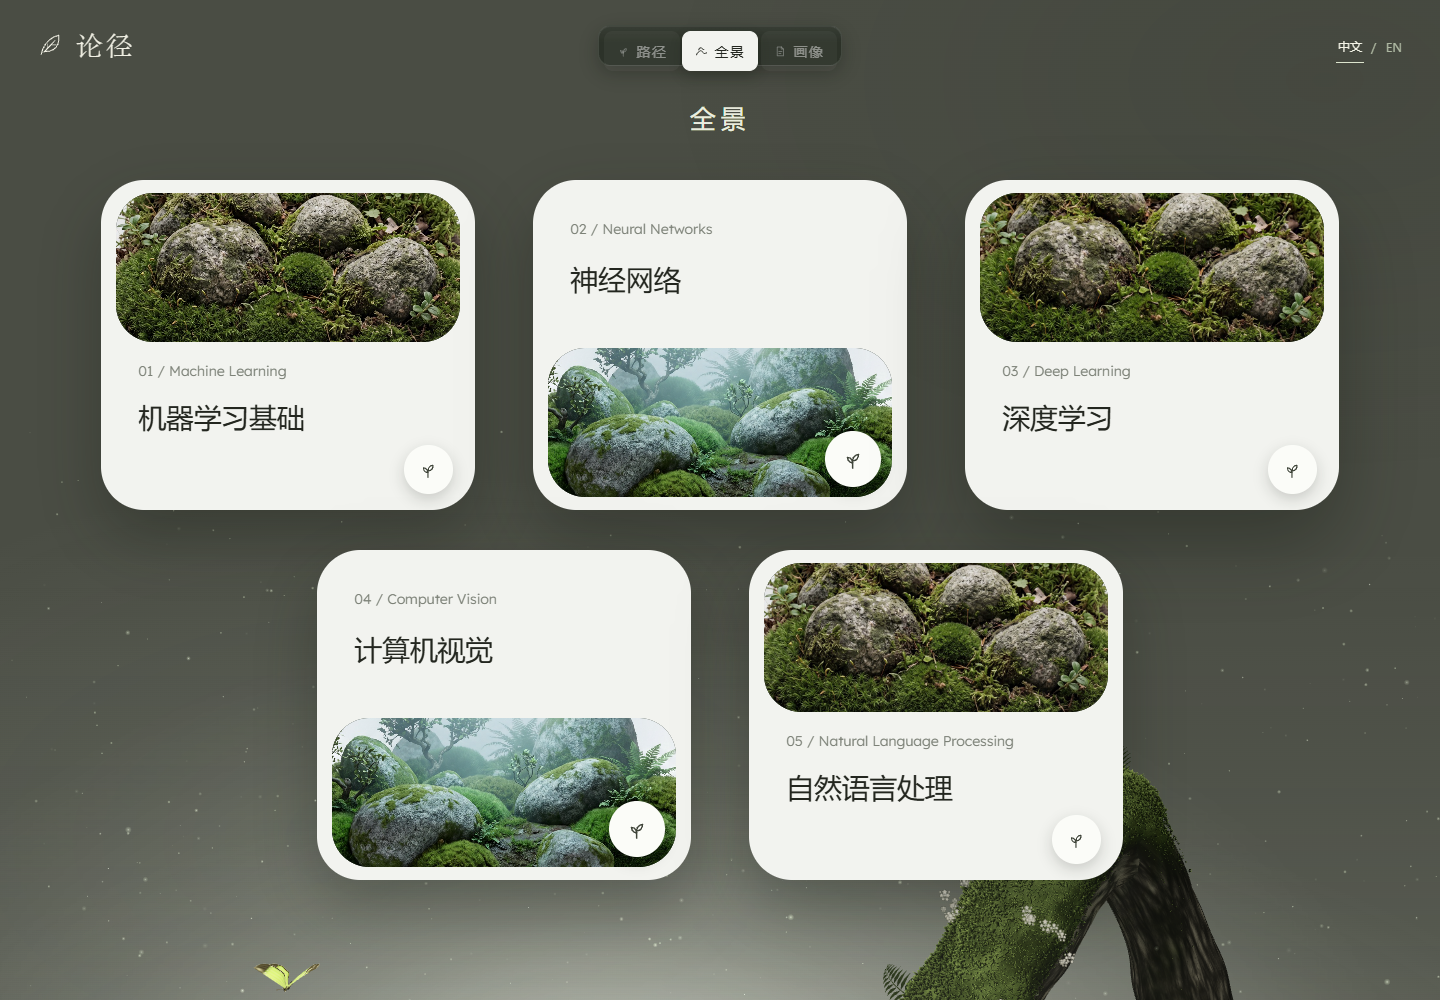 论径
路径
全景
画像
中文 / EN
全景
01 / Machine Learning
机器学习基础
02 / Neural Networks
神经网络
03 / Deep Learning
深度学习
04 / Computer Vision
计算机视觉
05 / Natural Language Processing
自然语言处理